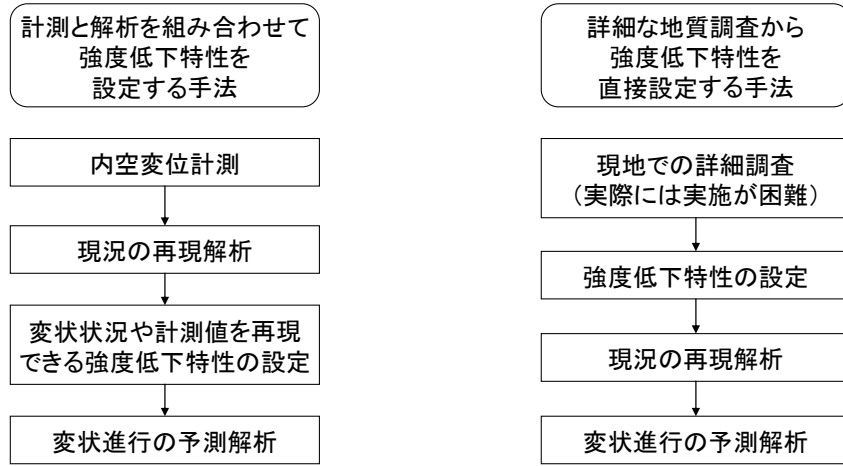 計測と解析を組み合わせて
強度低下特性を
設定する手法
内空変位計測
現況の再現解析
変状状況や計測値を再現
できる強度低下特性の設定
変状進行の予測解析
詳細な地質調査から
強度低下特性を
直接設定する手法
現地での詳細調査
（実際には実施が困難）
強度低下特性の設定
現況の再現解析
変状進行の予測解析